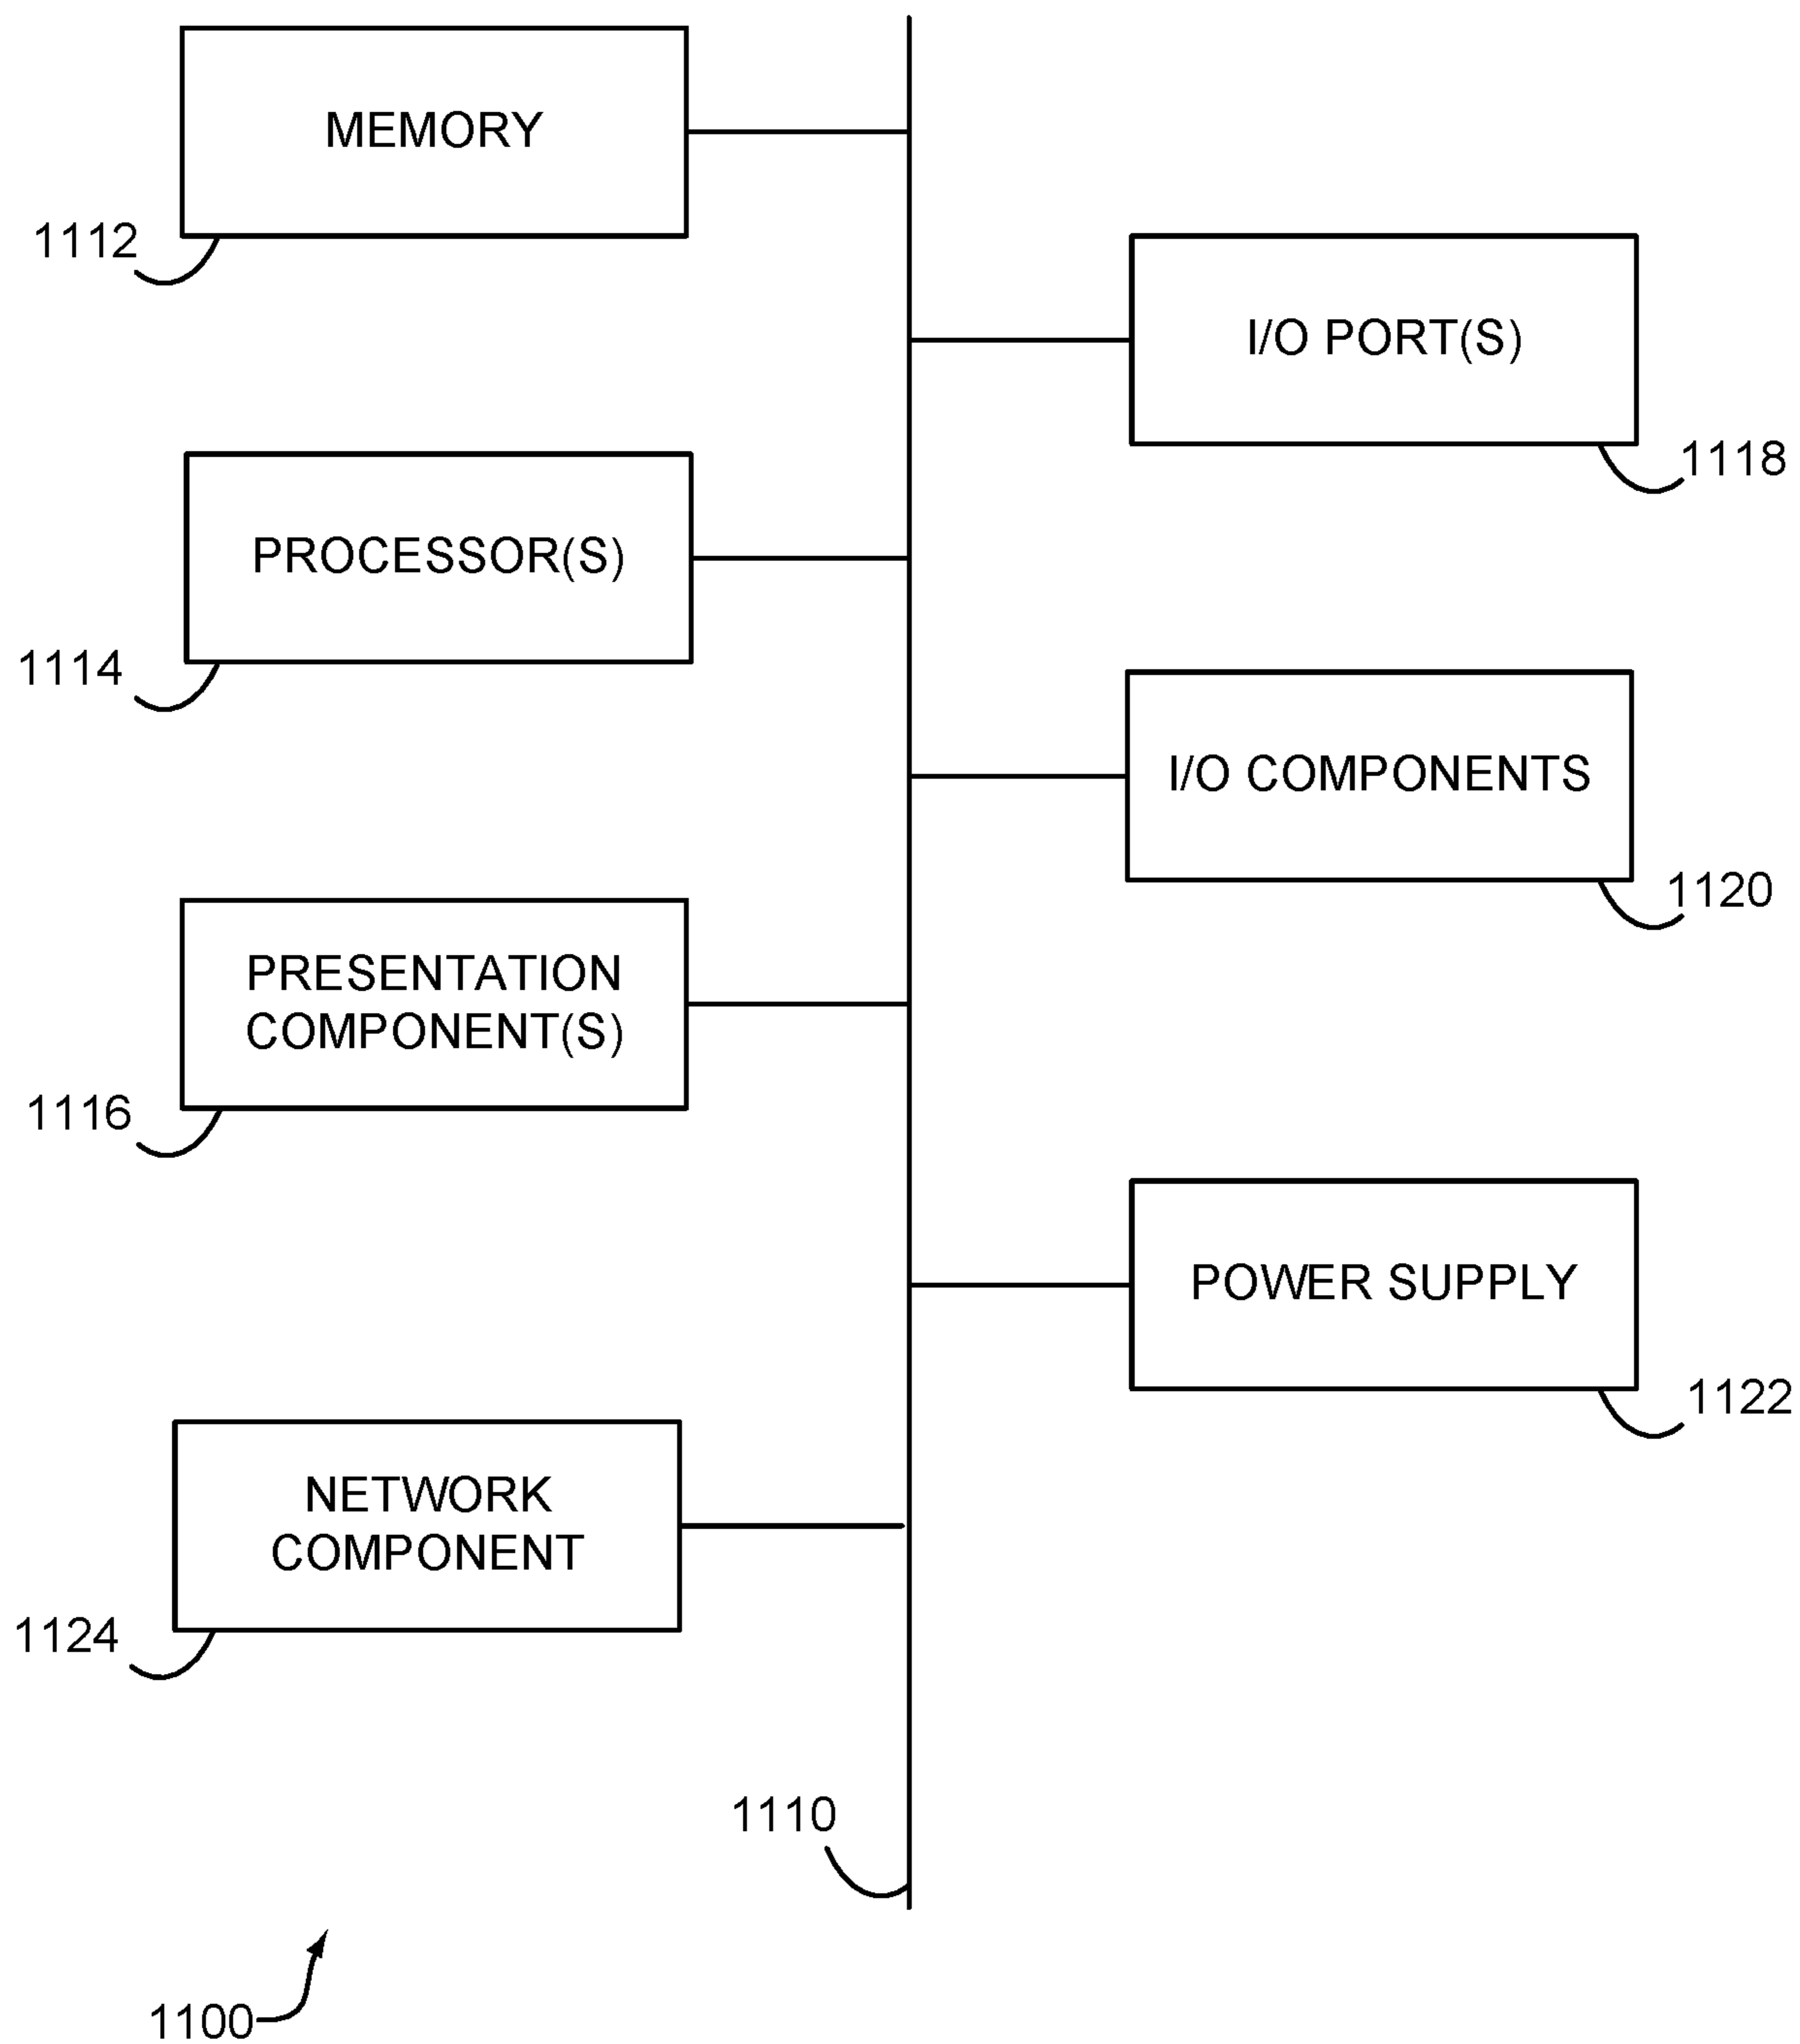 MEMORY
1112
I/O PORT(S)
1118
PROCESSOR(S)
1114
I/O COMPONENTS
1120
PRESENTATION
COMPONENT(S)
1116
POWER SUPPLY
1122
NETWORK
COMPONENT
1124
1110
1100